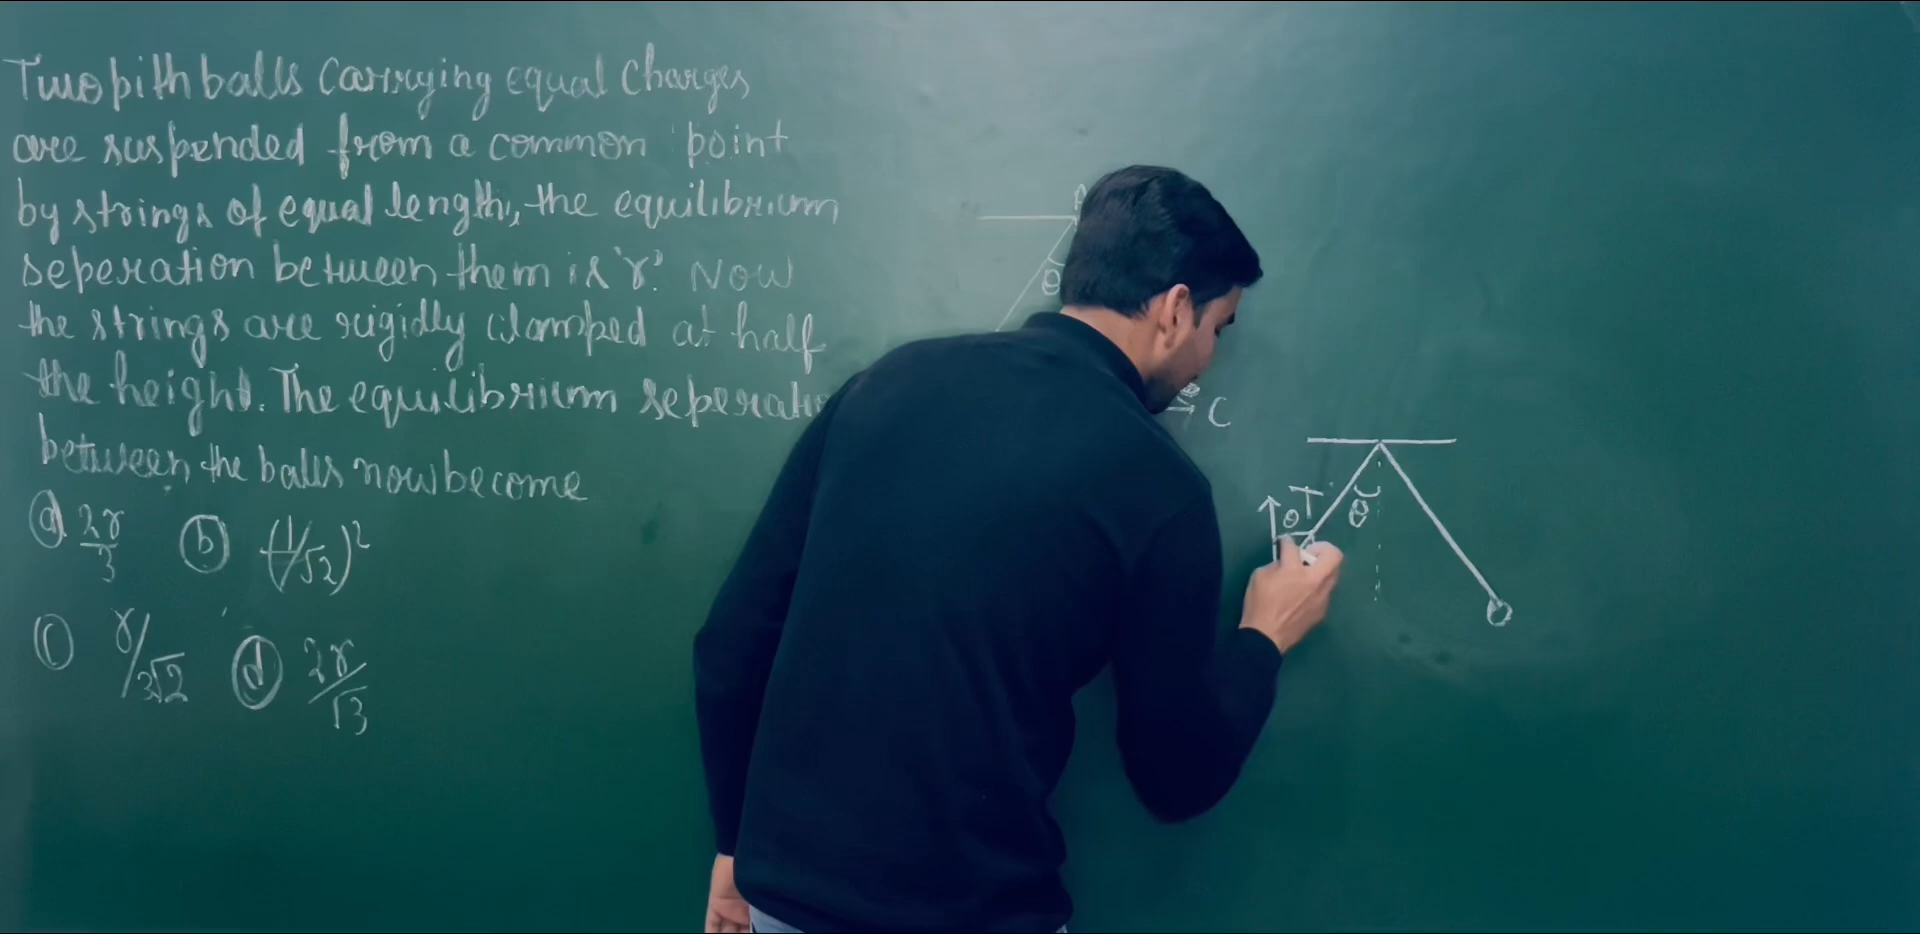 Two pith balls carrying equal charges
are suspended from a common point
by strings of equal length, the equilibrium
seperation between them is 'r'. Now
the strings are rigidly clamped at half
the height. The equilibrium seperatio
between the balls now become
(a) 2r/3 (b) (1/√2)²
(c) r/3√2 (d) 2r/√3
A
θ
C
θ T θ